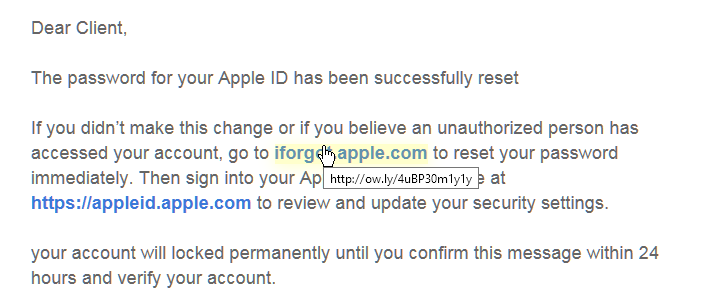 Dear Client,
The password for your Apple ID has been successfully reset
If you didn't make this change or if you believe an unauthorized person has
accessed your account, go to iforgot.apple.com to reset your password
immediately. Then sign into your Ap e at
http://ow.ly/4uBP30m1y1y
https://appleid.apple.com to review and update your security settings.
your account will locked permanently until you confirm this message within 24
hours and verify your account.